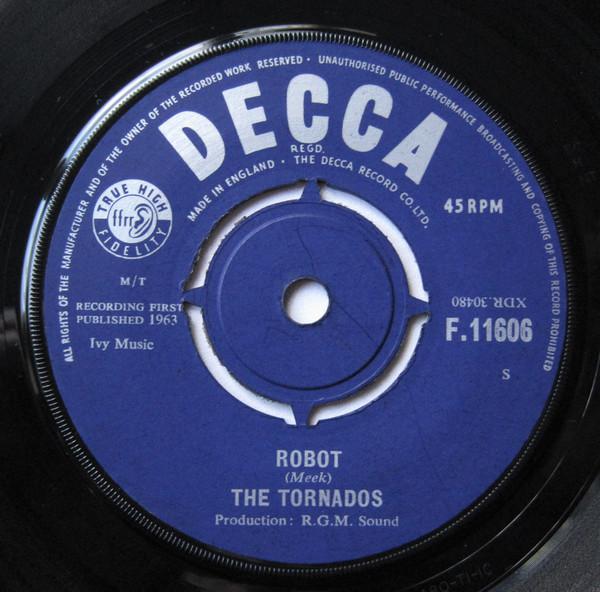 ALL RIGHTS OF THE MANUFACTURER AND OF THE OWNER OF THE RECORDED WORK RESERVED · UNAUTHORISED PUBLIC PERFORMANCE BROADCASTING AND COPYING OF THIS RECORD PROHIBITED
DECCA
REGD.
MADE IN ENGLAND · THE DECCA RECORD CO. LTD.
TRUE HIGH
ffrr
FIDELITY
45 RPM
M/T
RECORDING FIRST
PUBLISHED 1963
Ivy Music
XDR.30480
F.11606
S
ROBOT
(Meek)
THE TORNADOS
Production: R.G.M. Sound